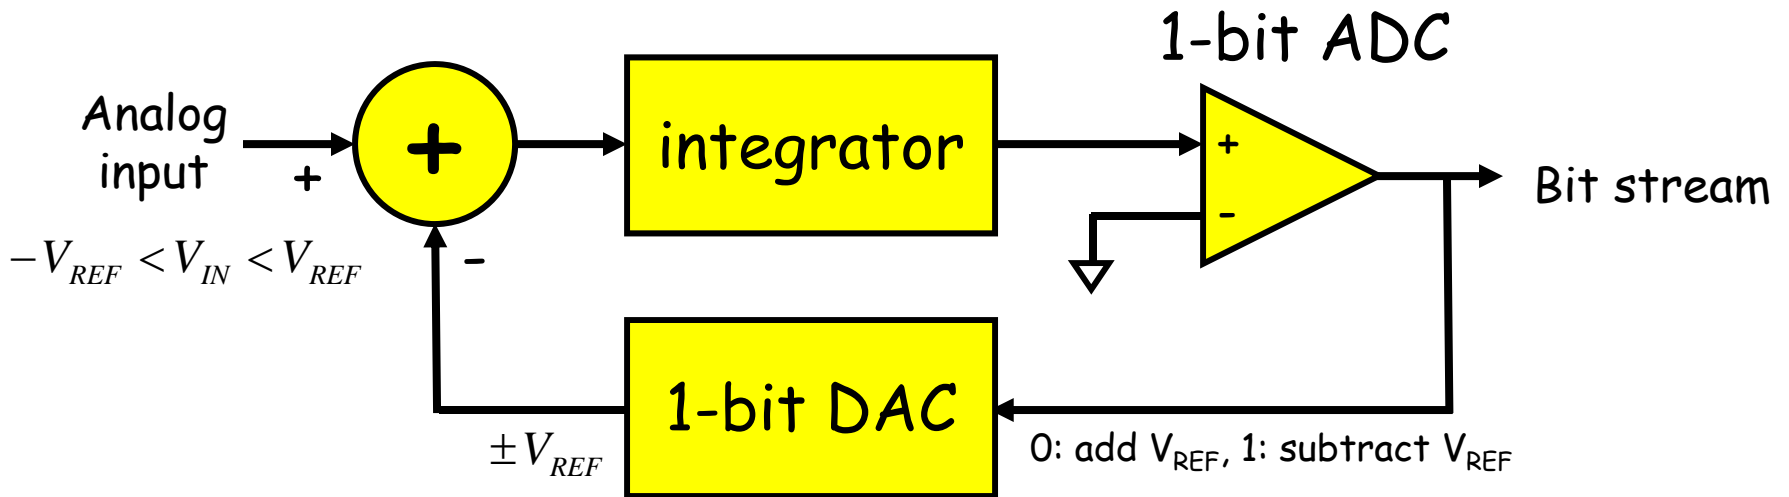 1-bit ADC
Analog
input
+
+
integrator
+
-
Bit stream
-V_REF < V_IN < V_REF
-
1-bit DAC
±V_REF
0: add V_REF, 1: subtract V_REF